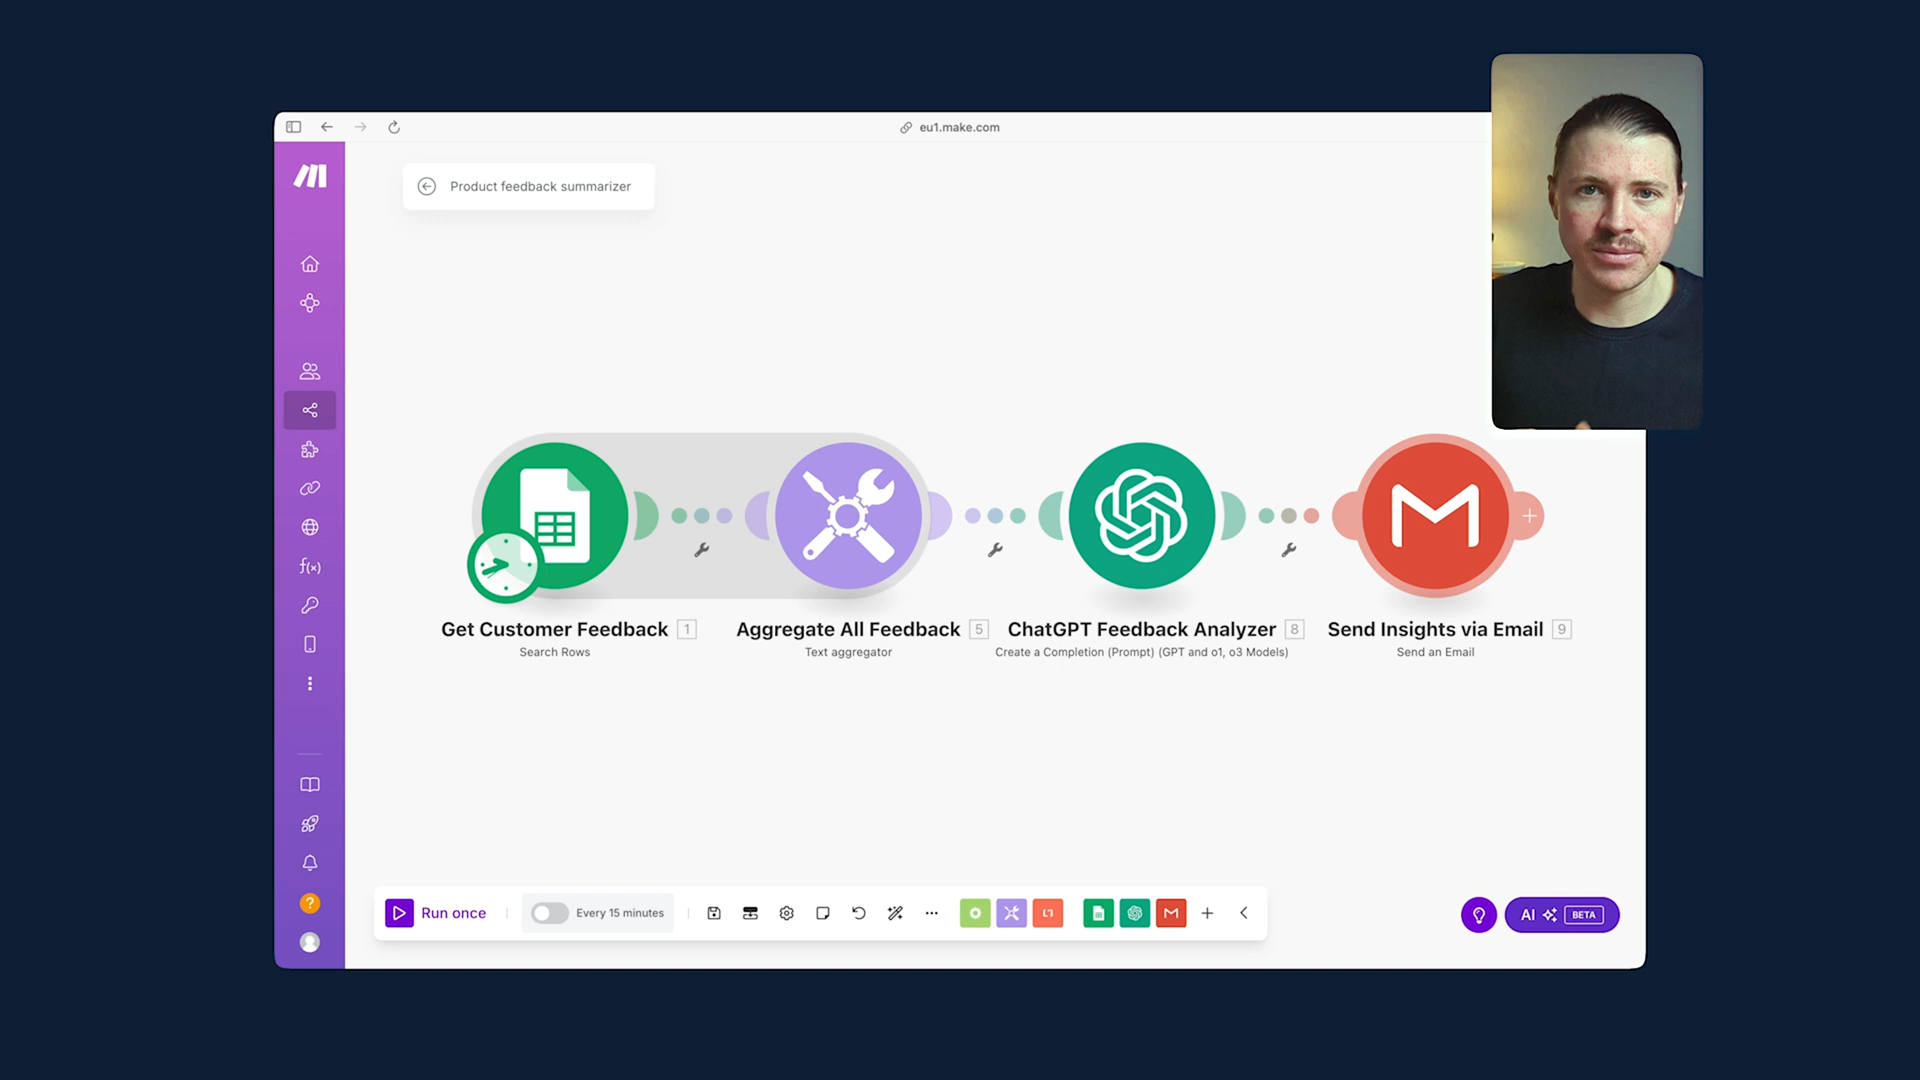 eu1.make.com
Product feedback summarizer
Get Customer Feedback 1
Search Rows
Aggregate All Feedback 5
Text aggregator
ChatGPT Feedback Analyzer 8
Create a Completion (Prompt) (GPT and o1, o3 Models)
Send Insights via Email 9
Send an Email
f(x)
?
Run once
Every 15 minutes
AI BETA